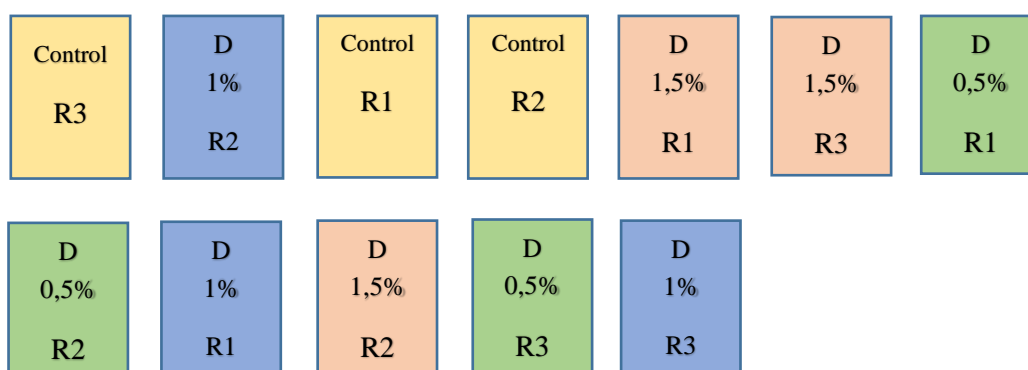 Control
R3
D
1%
R2
Control
R1
Control
R2
D
1,5%
R1
D
1,5%
R3
D
0,5%
R1
D
0,5%
R2
D
1%
R1
D
1,5%
R2
D
0,5%
R3
D
1%
R3